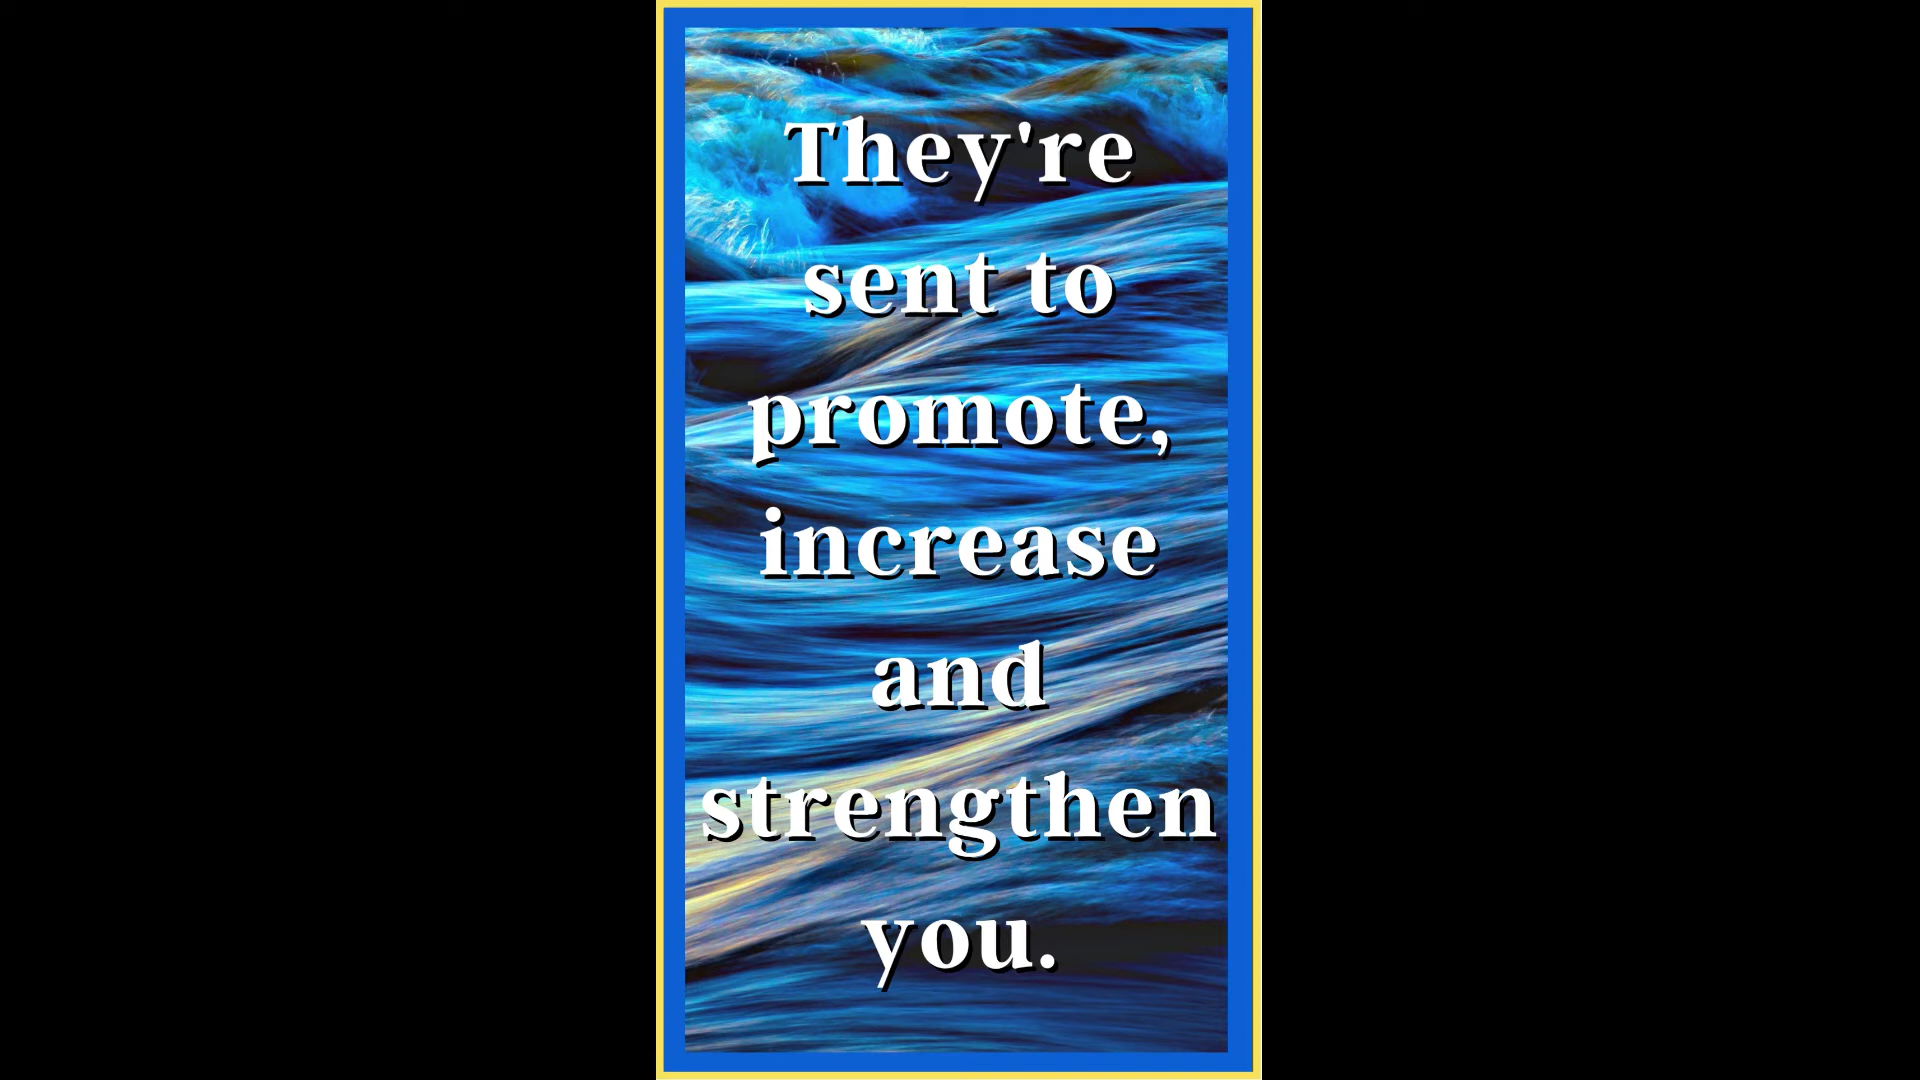 They're
sent to
promote,
increase
and
strengthen
you.